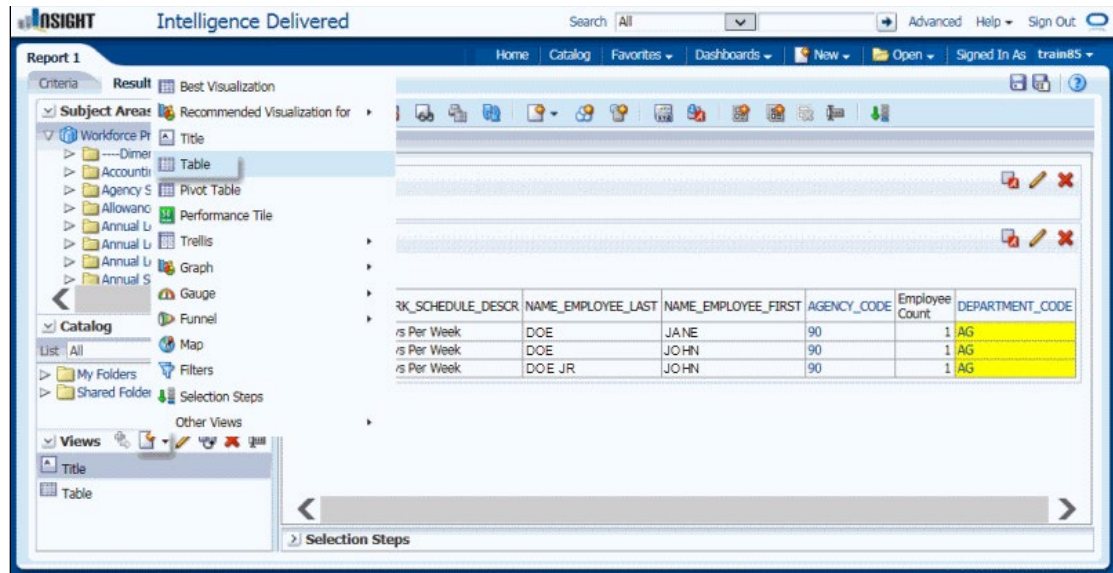 INSIGHT Intelligence Delivered Search All Advanced Help Sign Out
Report 1 Home Catalog Favorites Dashboards New Open Signed In As train85
Criteria Result
Subject Areas
Workforce Pr
----Dimer
Accounti
Agency S
Allowanc
Annual L
Annual L
Annual L
Annual S
Catalog
List All
My Folders
Shared Folder
Views
Title
Table
Best Visualization
Recommended Visualization for
Title
Table
Pivot Table
Performance Tile
Trellis
Graph
Gauge
Funnel
Map
Filters
Selection Steps
Other Views
RK_SCHEDULE_DESCR NAME_EMPLOYEE_LAST NAME_EMPLOYEE_FIRST AGENCY_CODE Employee Count DEPARTMENT_CODE
s Per Week DOE JANE 90 1 AG
s Per Week DOE JOHN 90 1 AG
s Per Week DOE JR JOHN 90 1 AG
Selection Steps